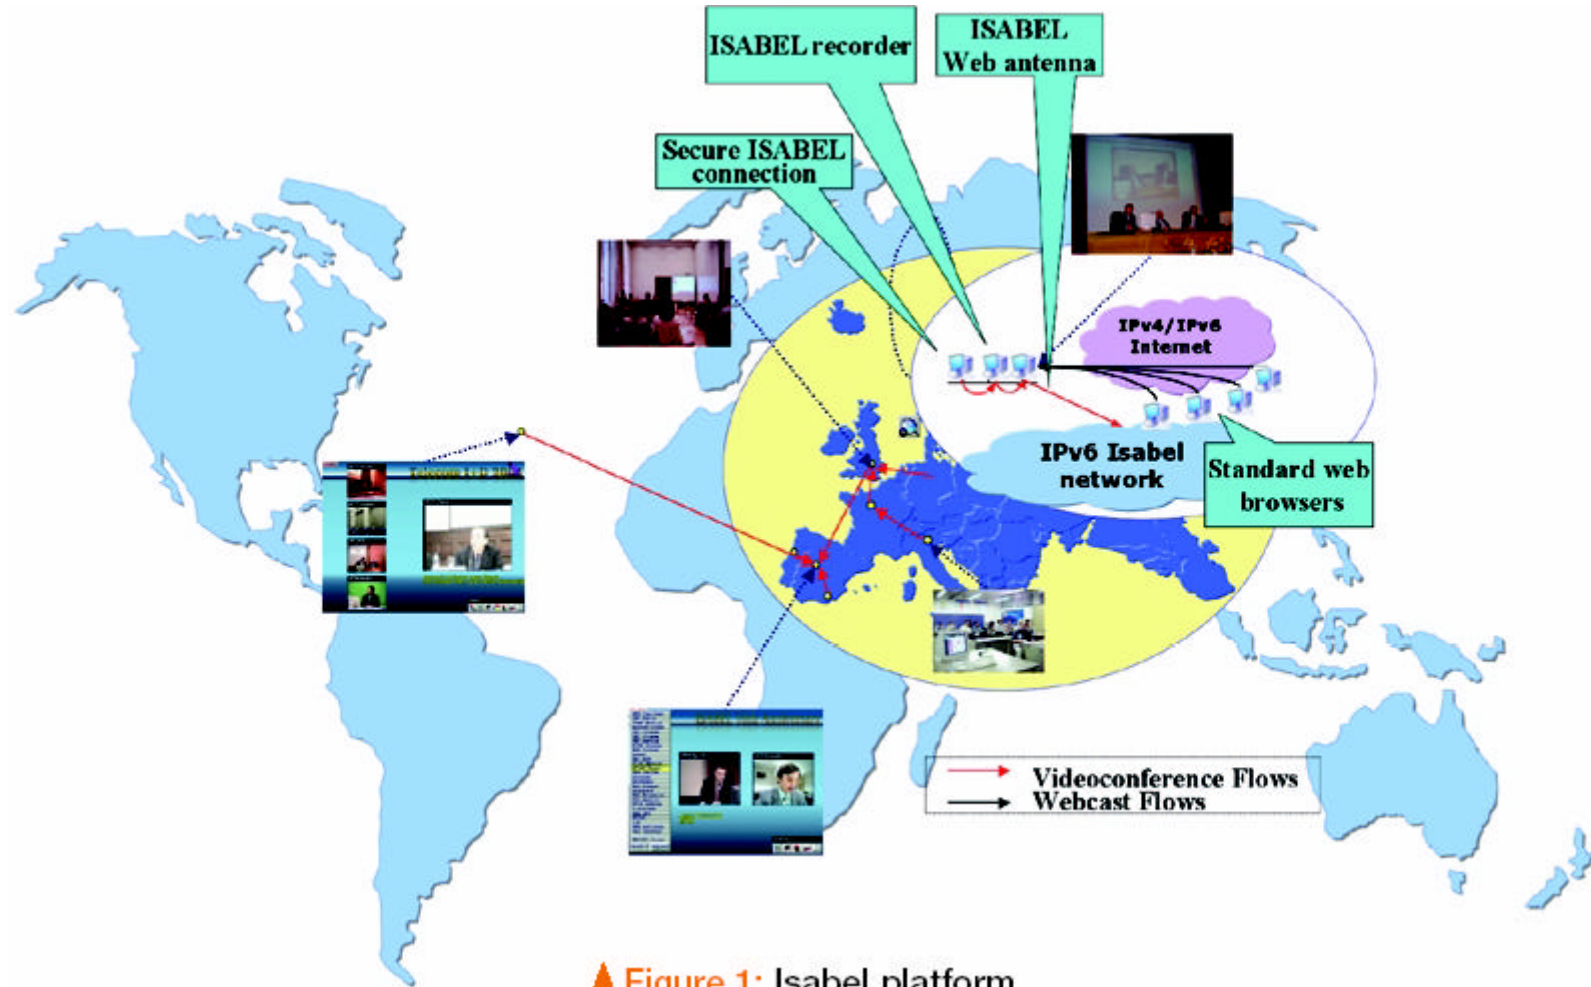 ISABEL recorder
ISABEL
Web antenna
Secure ISABEL
connection
IPv4/IPv6
Internet
IPv6 Isabel
network
Standard web
browsers
Videoconference Flows
Webcast Flows
Figure 1: Isabel platform